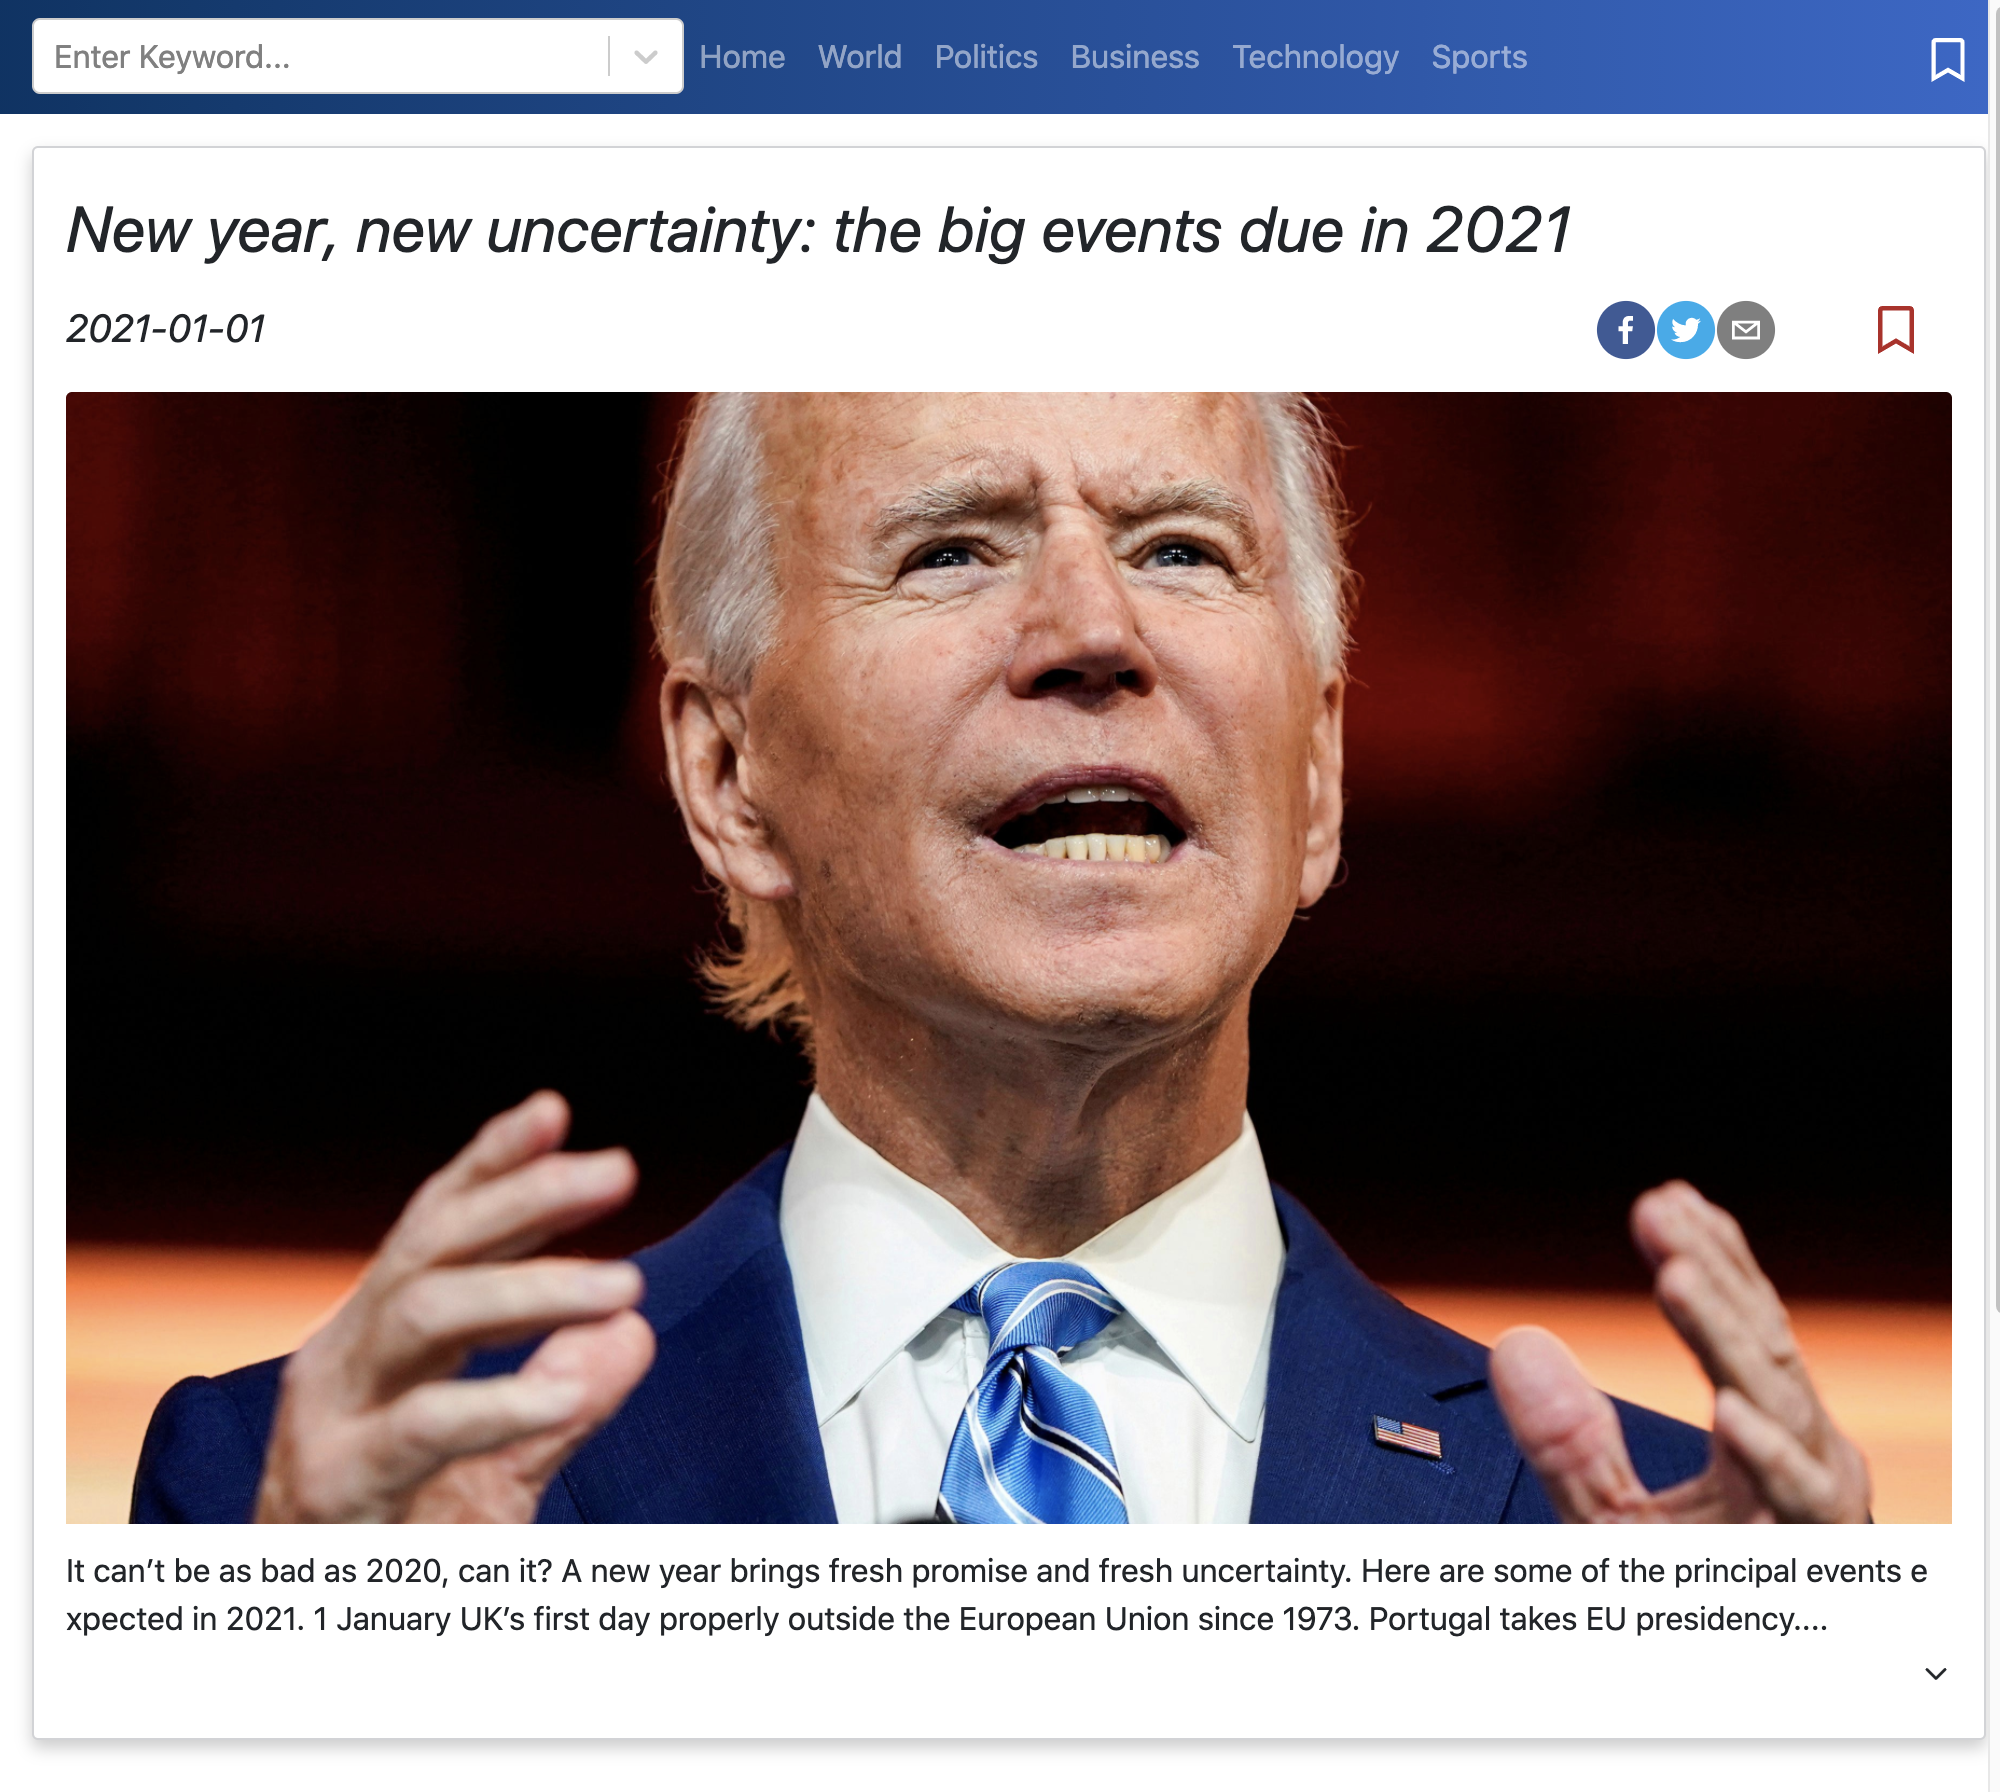 Enter Keyword...
Home World Politics Business Technology Sports
New year, new uncertainty: the big events due in 2021
2021-01-01
It can’t be as bad as 2020, can it? A new year brings fresh promise and fresh uncertainty. Here are some of the principal events e
xpected in 2021. 1 January UK’s first day properly outside the European Union since 1973. Portugal takes EU presidency....